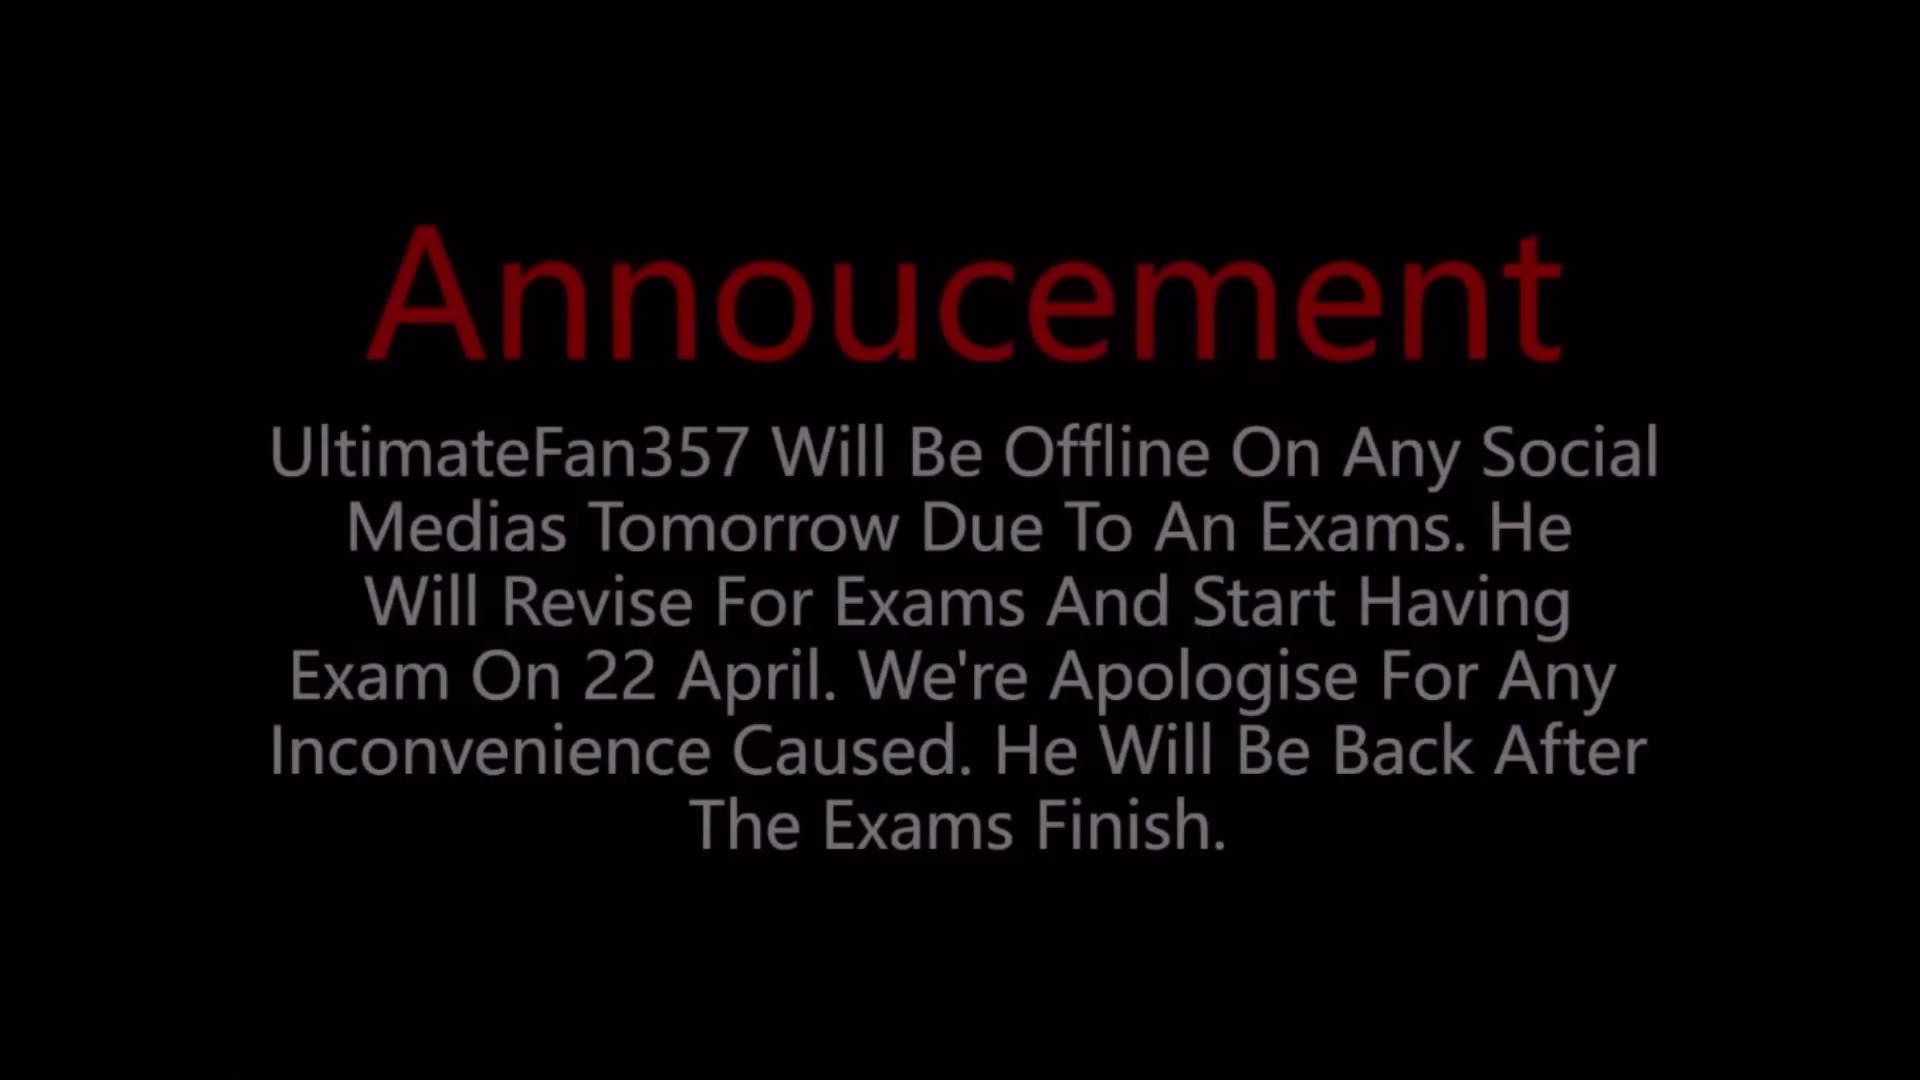 Annoucement
UltimateFan357 Will Be Offline On Any Social
Medias Tomorrow Due To An Exams. He
Will Revise For Exams And Start Having
Exam On 22 April. We're Apologise For Any
Inconvenience Caused. He Will Be Back After
The Exams Finish.